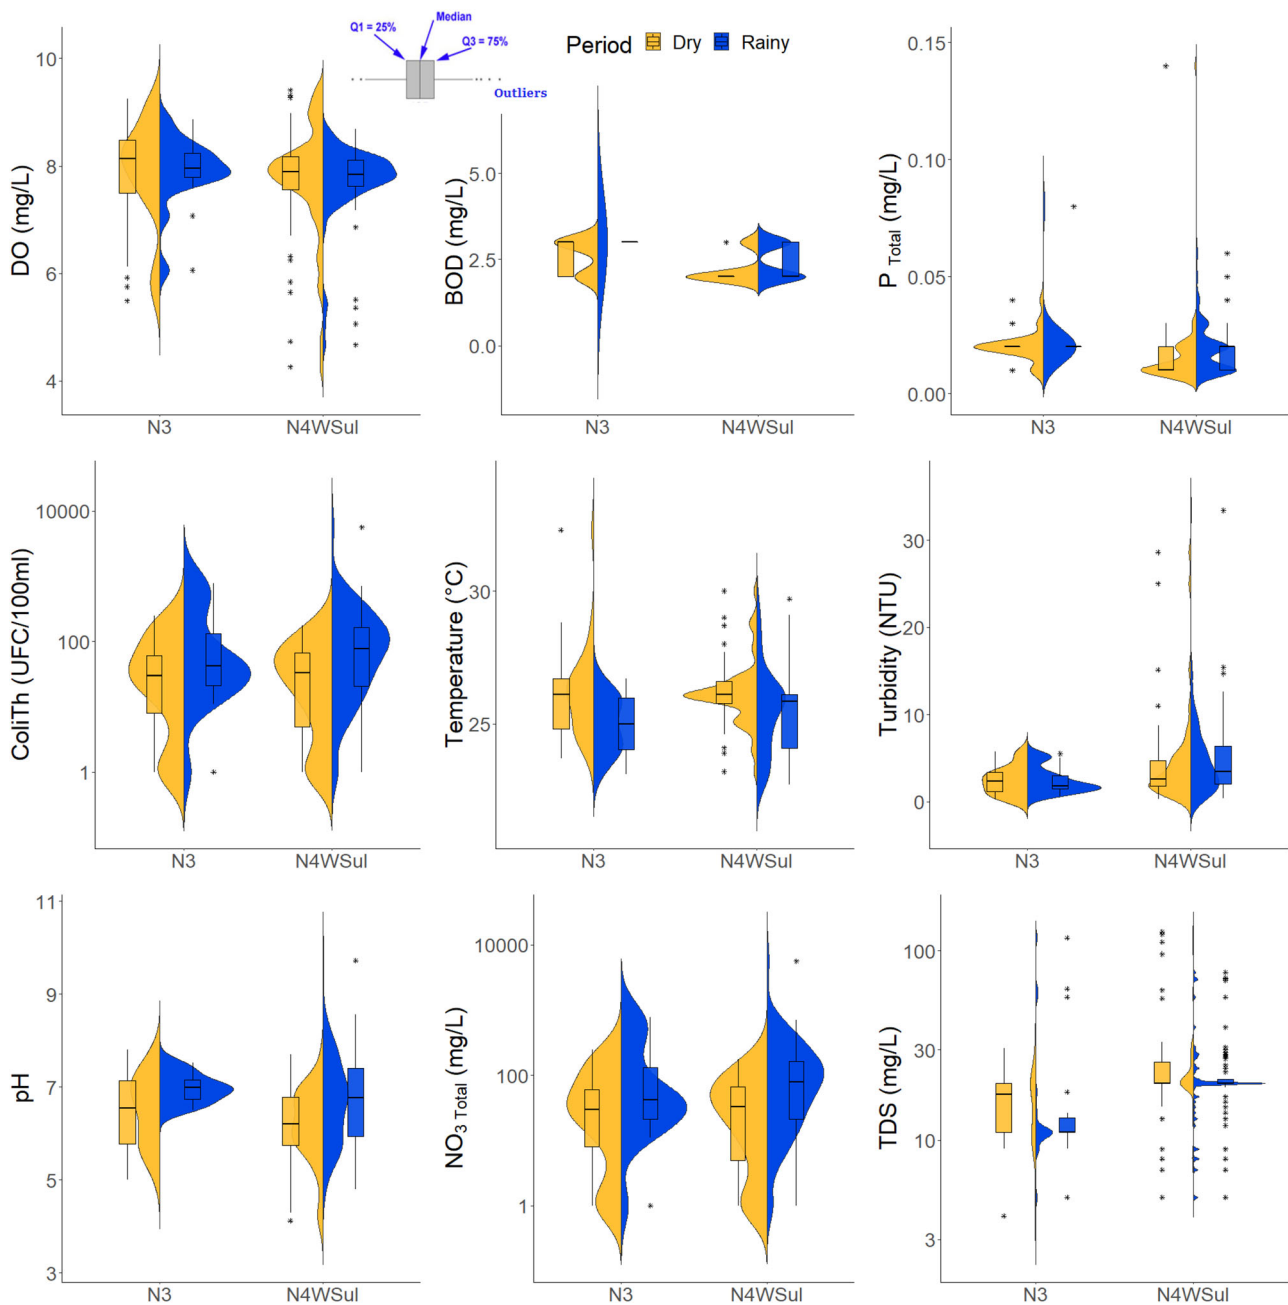 Median
Q1 = 25%
Q3 = 75%
Outliers
Period Dry Rainy
DO (mg/L)
10
8
6
4
N3 N4WSul
BOD (mg/L)
5.0
2.5
0.0
N3 N4WSul
P Total (mg/L)
0.15
0.10
0.05
0.00
N3 N4WSul
ColiTh (UFC/100ml)
10000
100
1
N3 N4WSul
Temperature (°C)
30
25
N3 N4WSul
Turbidity (NTU)
30
20
10
0
N3 N4WSul
pH
11
9
7
5
3
N3 N4WSul
NO3 Total (mg/L)
10000
100
1
N3 N4WSul
TDS (mg/L)
100
30
10
3
N3 N4WSul